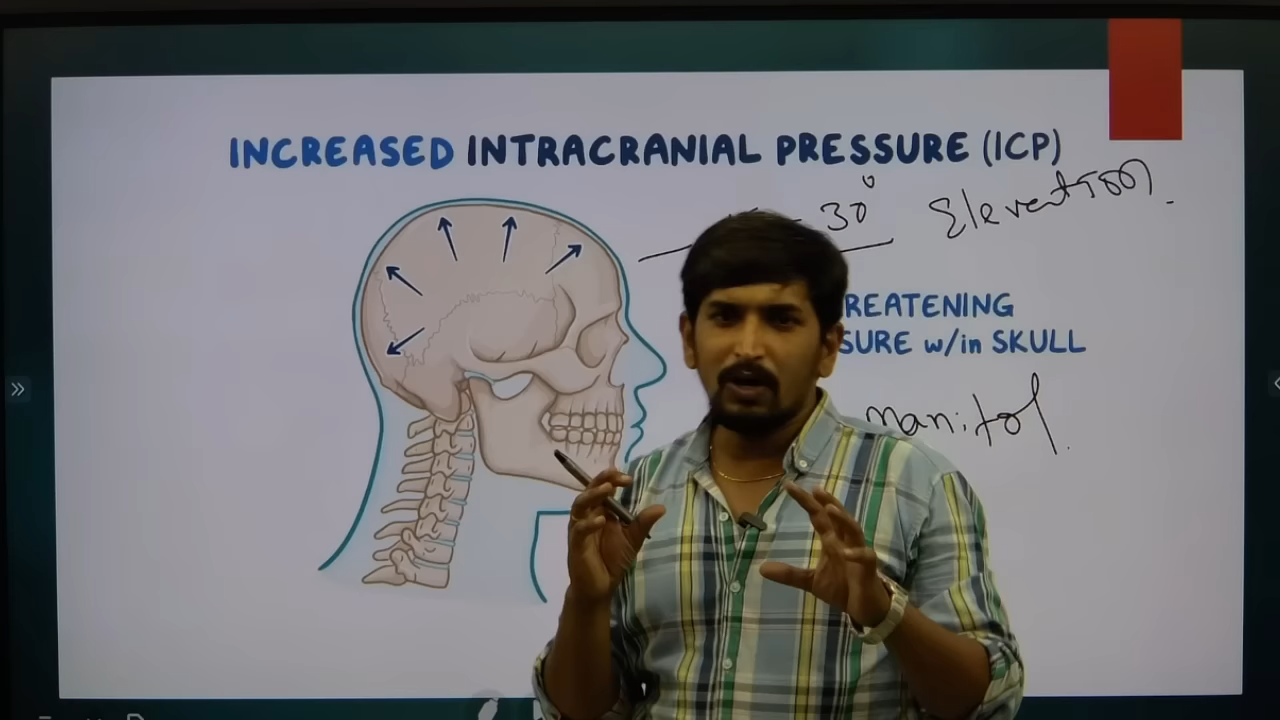 INCREASED INTRACRANIAL PRESSURE (ICP)
30° Elevation.
REATENING
SURE w/in SKULL
manitol.